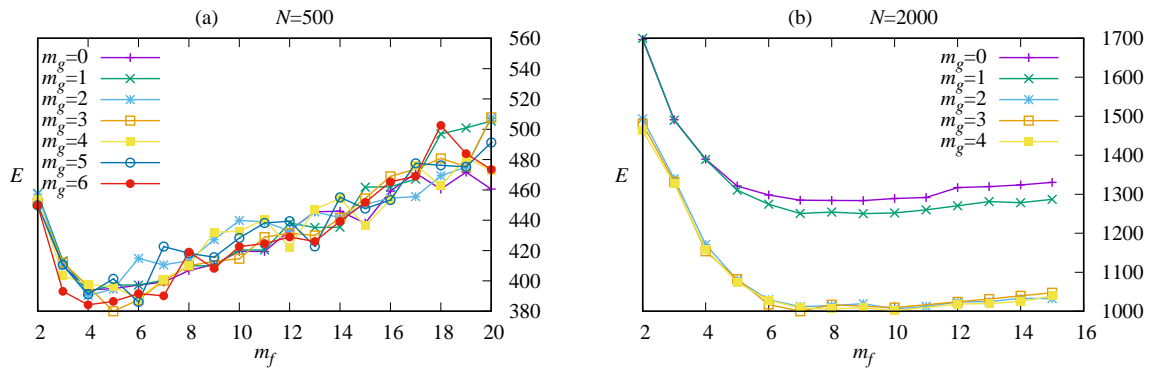 (a) N=500
m_g=0
m_g=1
m_g=2
m_g=3
m_g=4
m_g=5
m_g=6
E
560
540
520
500
480
460
440
420
400
380
2 4 6 8 10 12 14 16 18 20
m_f
(b) N=2000
m_g=0
m_g=1
m_g=2
m_g=3
m_g=4
E
1700
1600
1500
1400
1300
1200
1100
1000
2 4 6 8 10 12 14 16
m_f